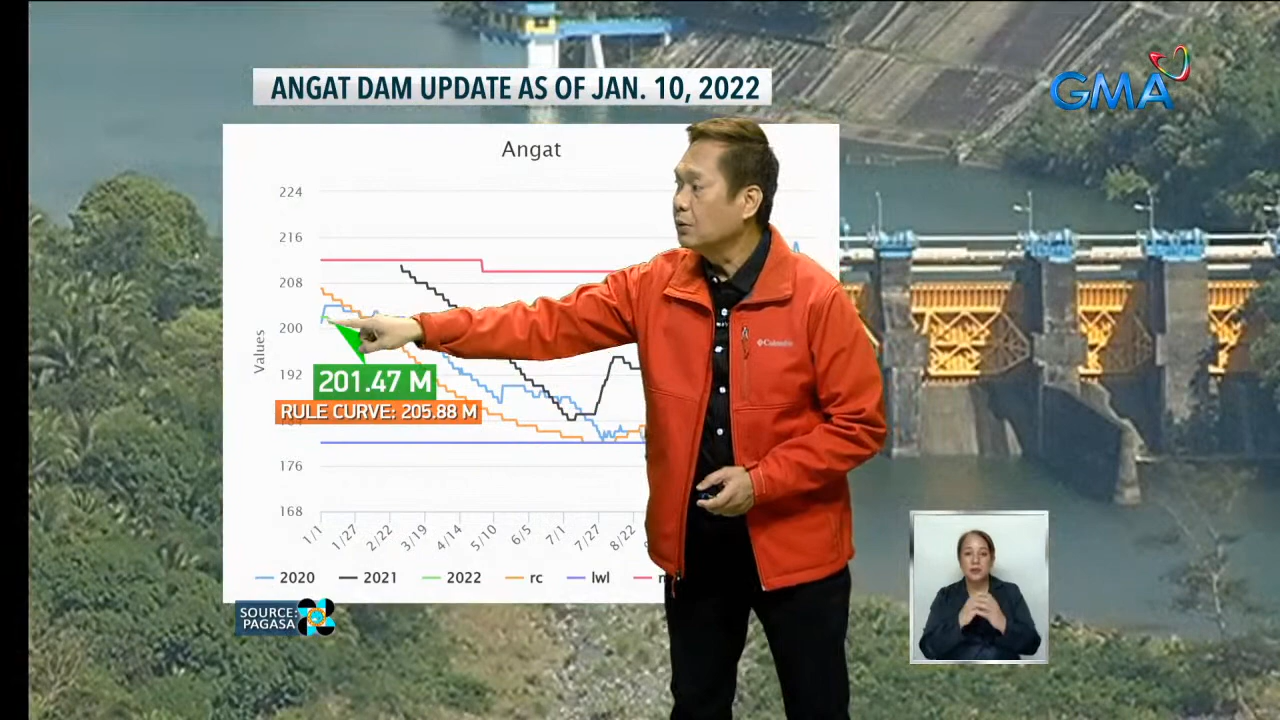 ANGAT DAM UPDATE AS OF JAN. 10, 2022
GMA
Angat
224
216
208
200
192
176
168
Values
201.47 M
RULE CURVE: 205.88 M
1/1
1/27
2/22
3/19
4/14
5/10
6/5
7/1
7/27
8/22
2020
2021
2022
rc
lwl
Columbia
SOURCE:
PAGASA